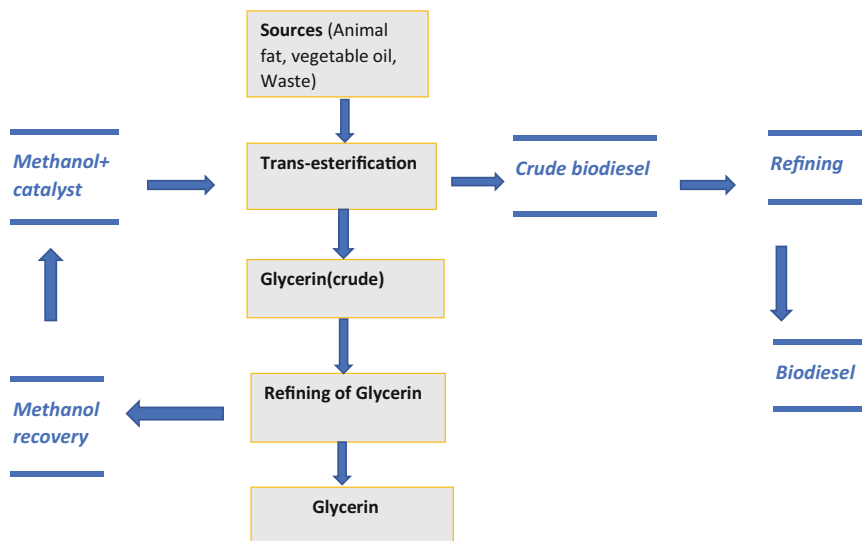 Sources (Animal
fat, vegetable oil,
Waste)
Methanol+
catalyst
Trans-esterification
Crude biodiesel
Refining
Glycerin(crude)
Biodiesel
Refining of Glycerin
Methanol
recovery
Glycerin